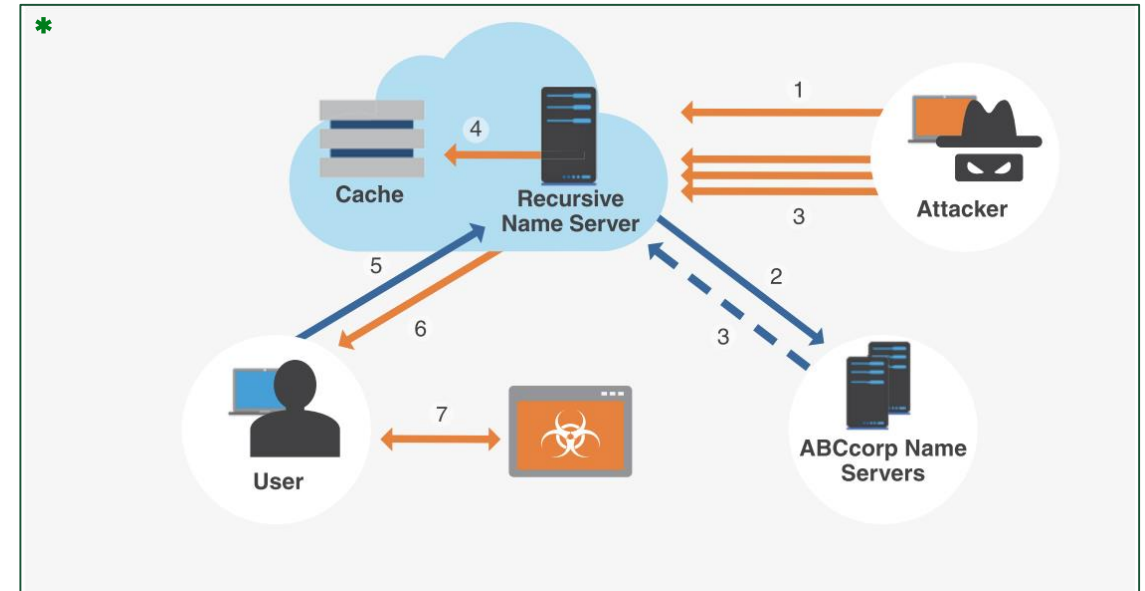 *
1
4
Cache
Recursive
Name Server
3
Attacker
5
2
6
3
7
User
ABCcorp Name
Servers